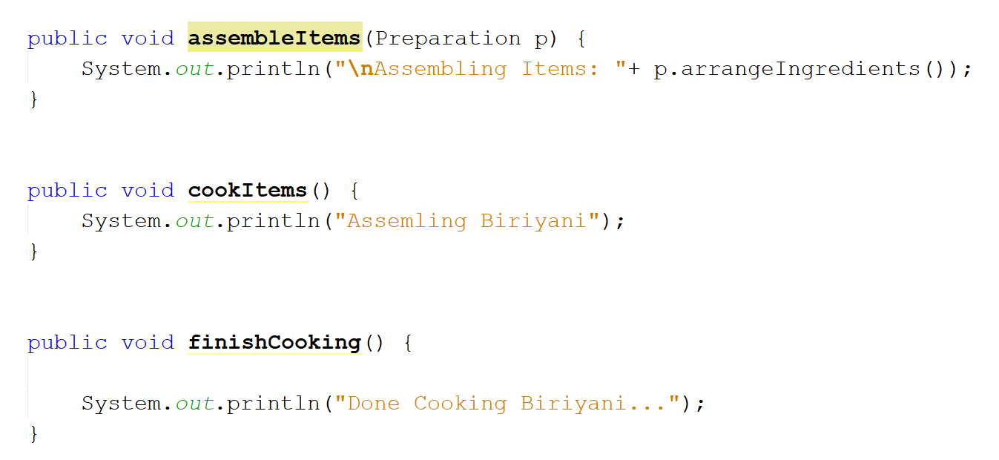 public void assembleItems(Preparation p) {
    System.out.println("\nAssembling Items: "+ p.arrangeIngredients());
}
public void cookItems() {
    System.out.println("Assemling Biriyani");
}
public void finishCooking() {
    System.out.println("Done Cooking Biriyani...");
}